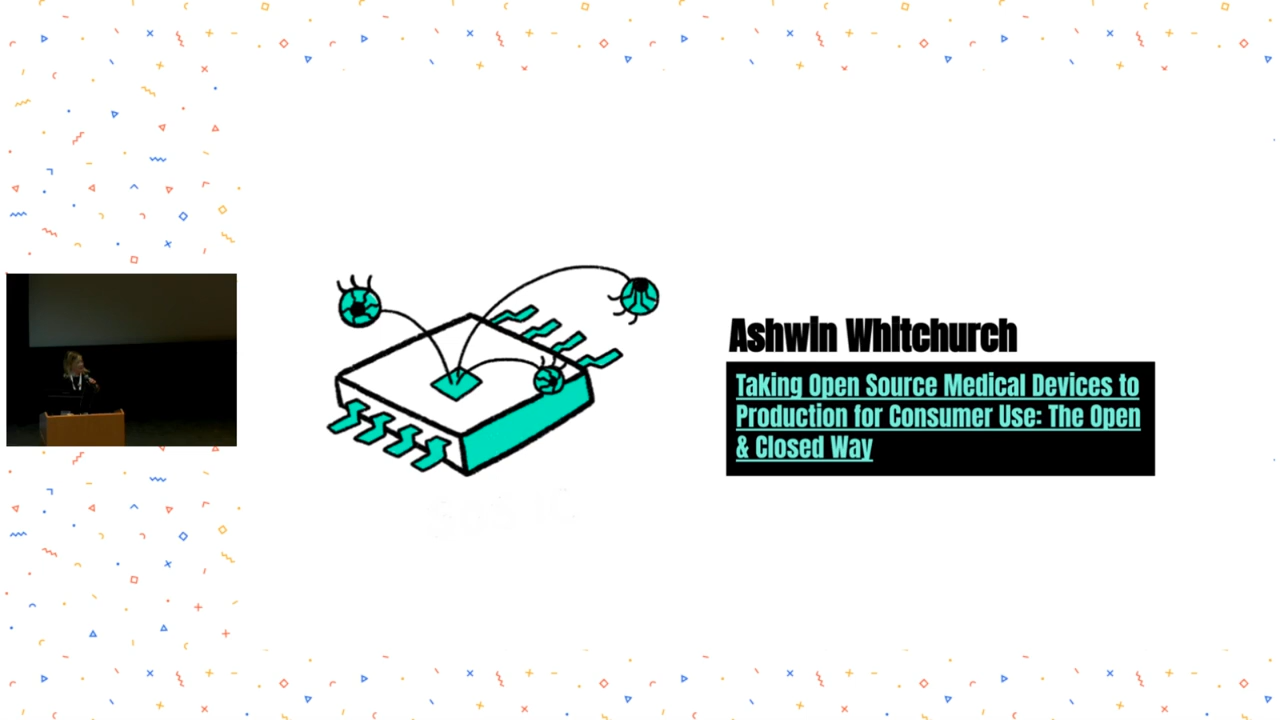 Ashwin Whitchurch
Taking Open Source Medical Devices to
Production for Consumer Use: The Open
& Closed Way